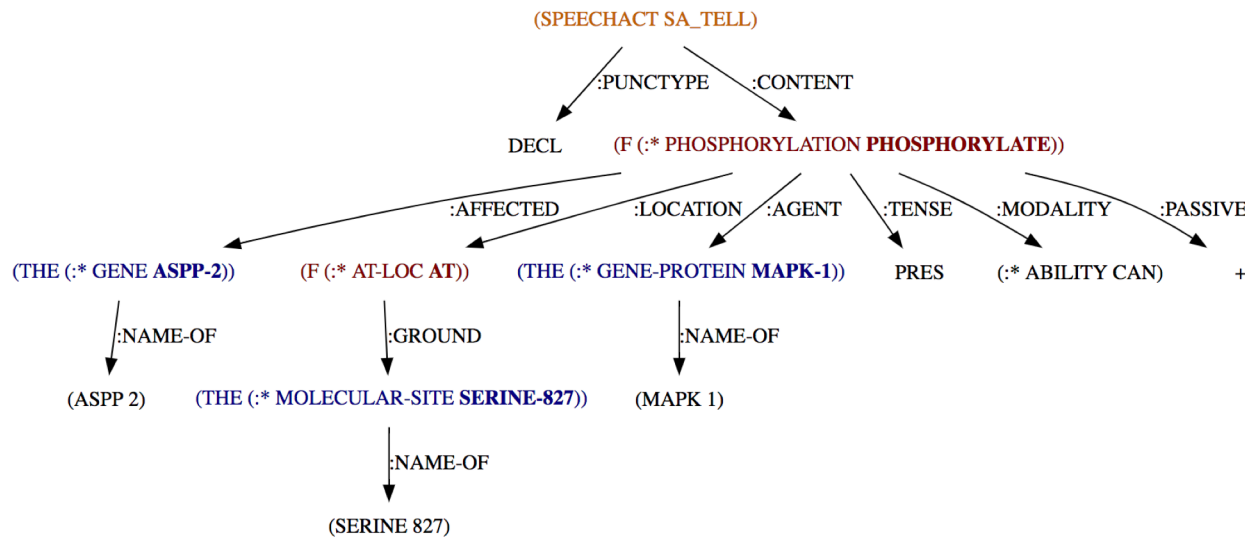 (SPEECHACT SA_TELL)
:PUNCTYPE :CONTENT
DECL (F (:* PHOSPHORYLATION PHOSPHORYLATE))
:AFFECTED :LOCATION :AGENT :TENSE :MODALITY :PASSIVE
(THE (:* GENE ASPP-2)) (F (:* AT-LOC AT)) (THE (:* GENE-PROTEIN MAPK-1)) PRES (:* ABILITY CAN) +
:NAME-OF :GROUND :NAME-OF
(ASPP 2) (THE (:* MOLECULAR-SITE SERINE-827)) (MAPK 1)
:NAME-OF
(SERINE 827)